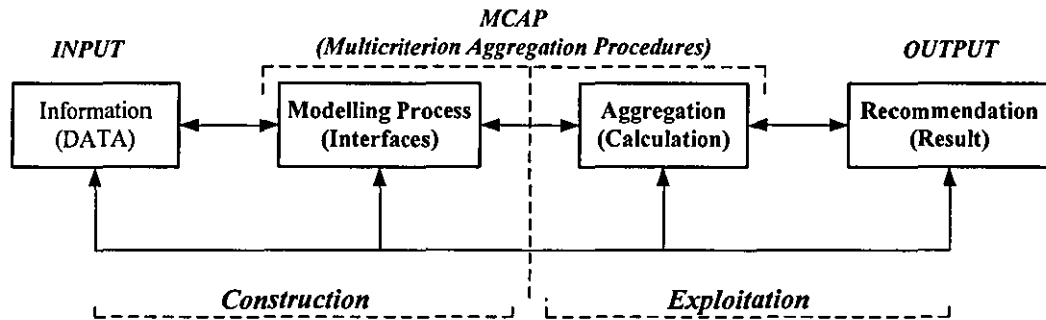 MCAP
INPUT
(Multicriterion Aggregation Procedures)
OUTPUT
Information
(DATA)
Modelling Process
(Interfaces)
Aggregation
(Calculation)
Recommendation
(Result)
Construction
Exploitation